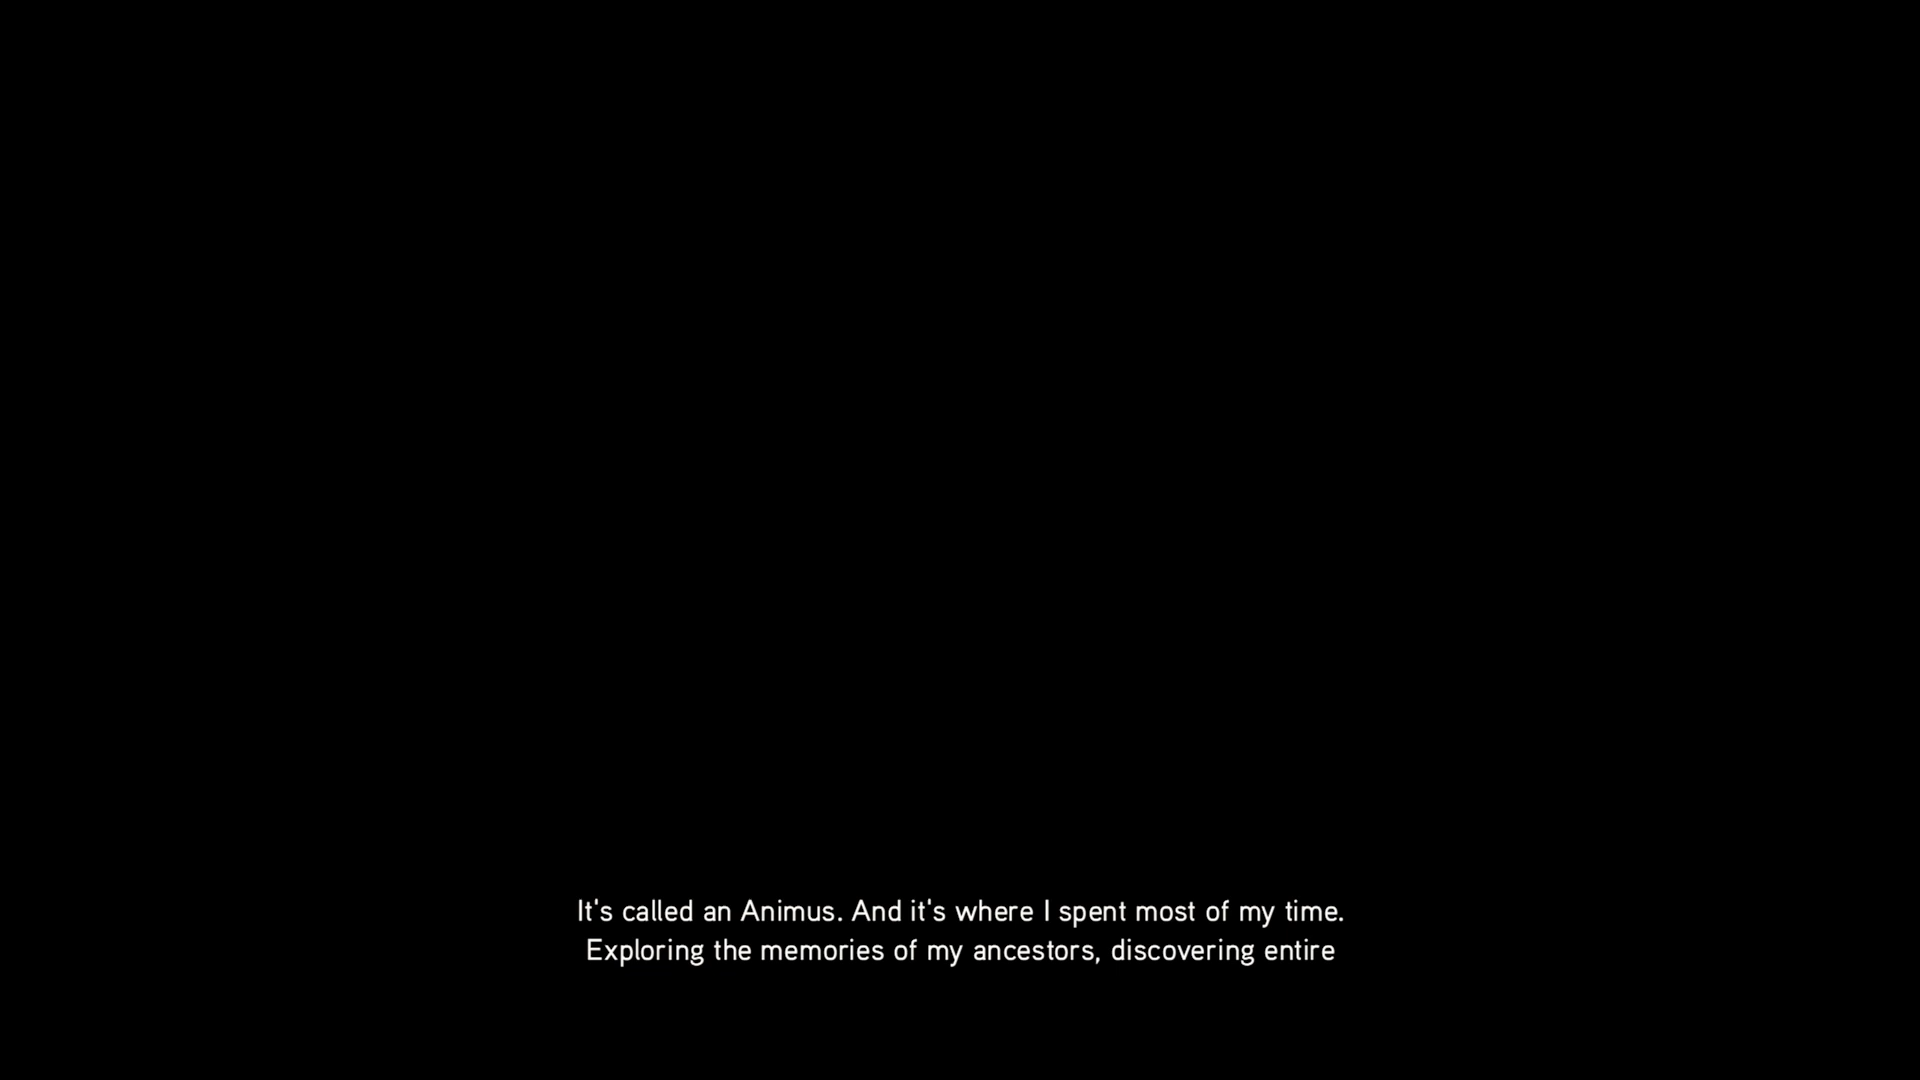 It's called an Animus. And it's where I spent most of my time.
Exploring the memories of my ancestors, discovering entire